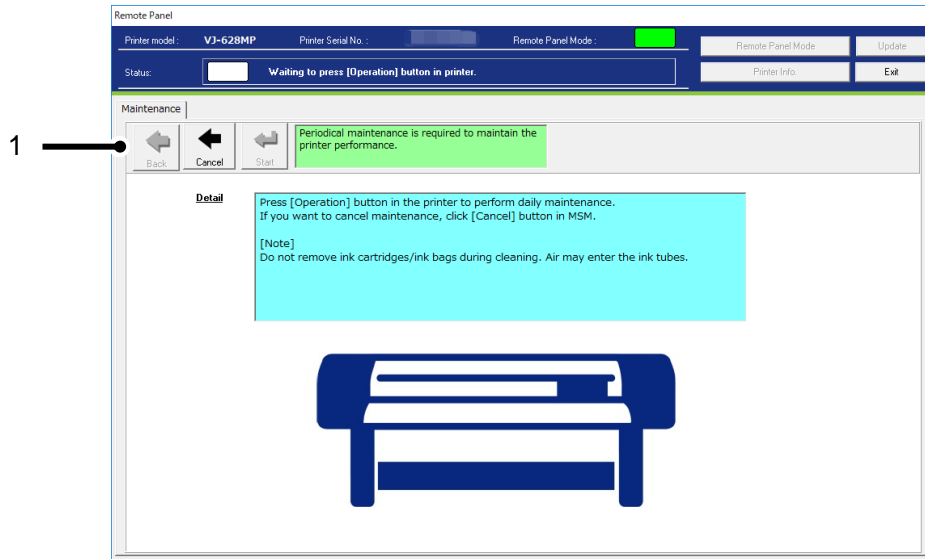 Remote Panel
Printer model : VJ-628MP Printer Serial No. : Remote Panel Mode :
Remote Panel Mode Update
Status: Waiting to press [Operation] button in printer.
Printer Info. Exit
Maintenance
1
Back Cancel Start
Periodical maintenance is required to maintain the
printer performance.
Detail
Press [Operation] button in the printer to perform daily maintenance.
If you want to cancel maintenance, click [Cancel] button in MSM.
[Note]
Do not remove ink cartridges/ink bags during cleaning. Air may enter the ink tubes.